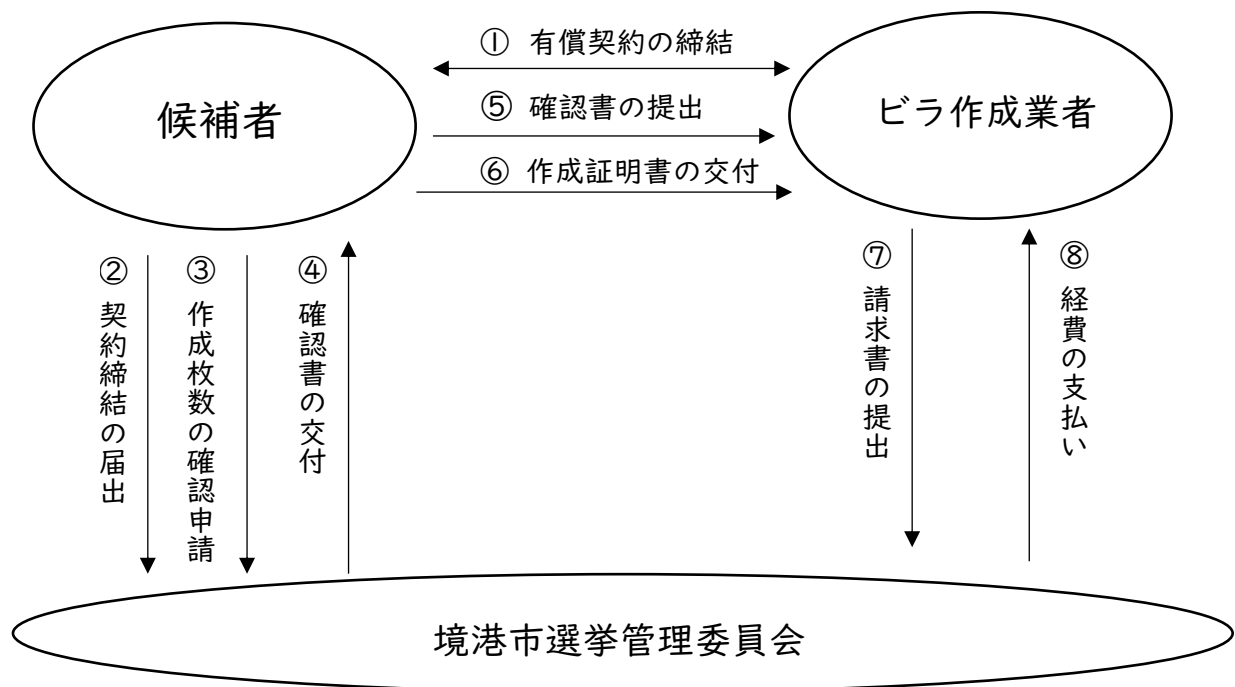 ① 有償契約の締結
候補者
ビラ作成業者
⑤ 確認書の提出
⑥ 作成証明書の交付
② 契約締結の届出
③ 作成枚数の確認申請
④ 確認書の交付
⑦ 請求書の提出
⑧ 経費の支払い
境港市選挙管理委員会